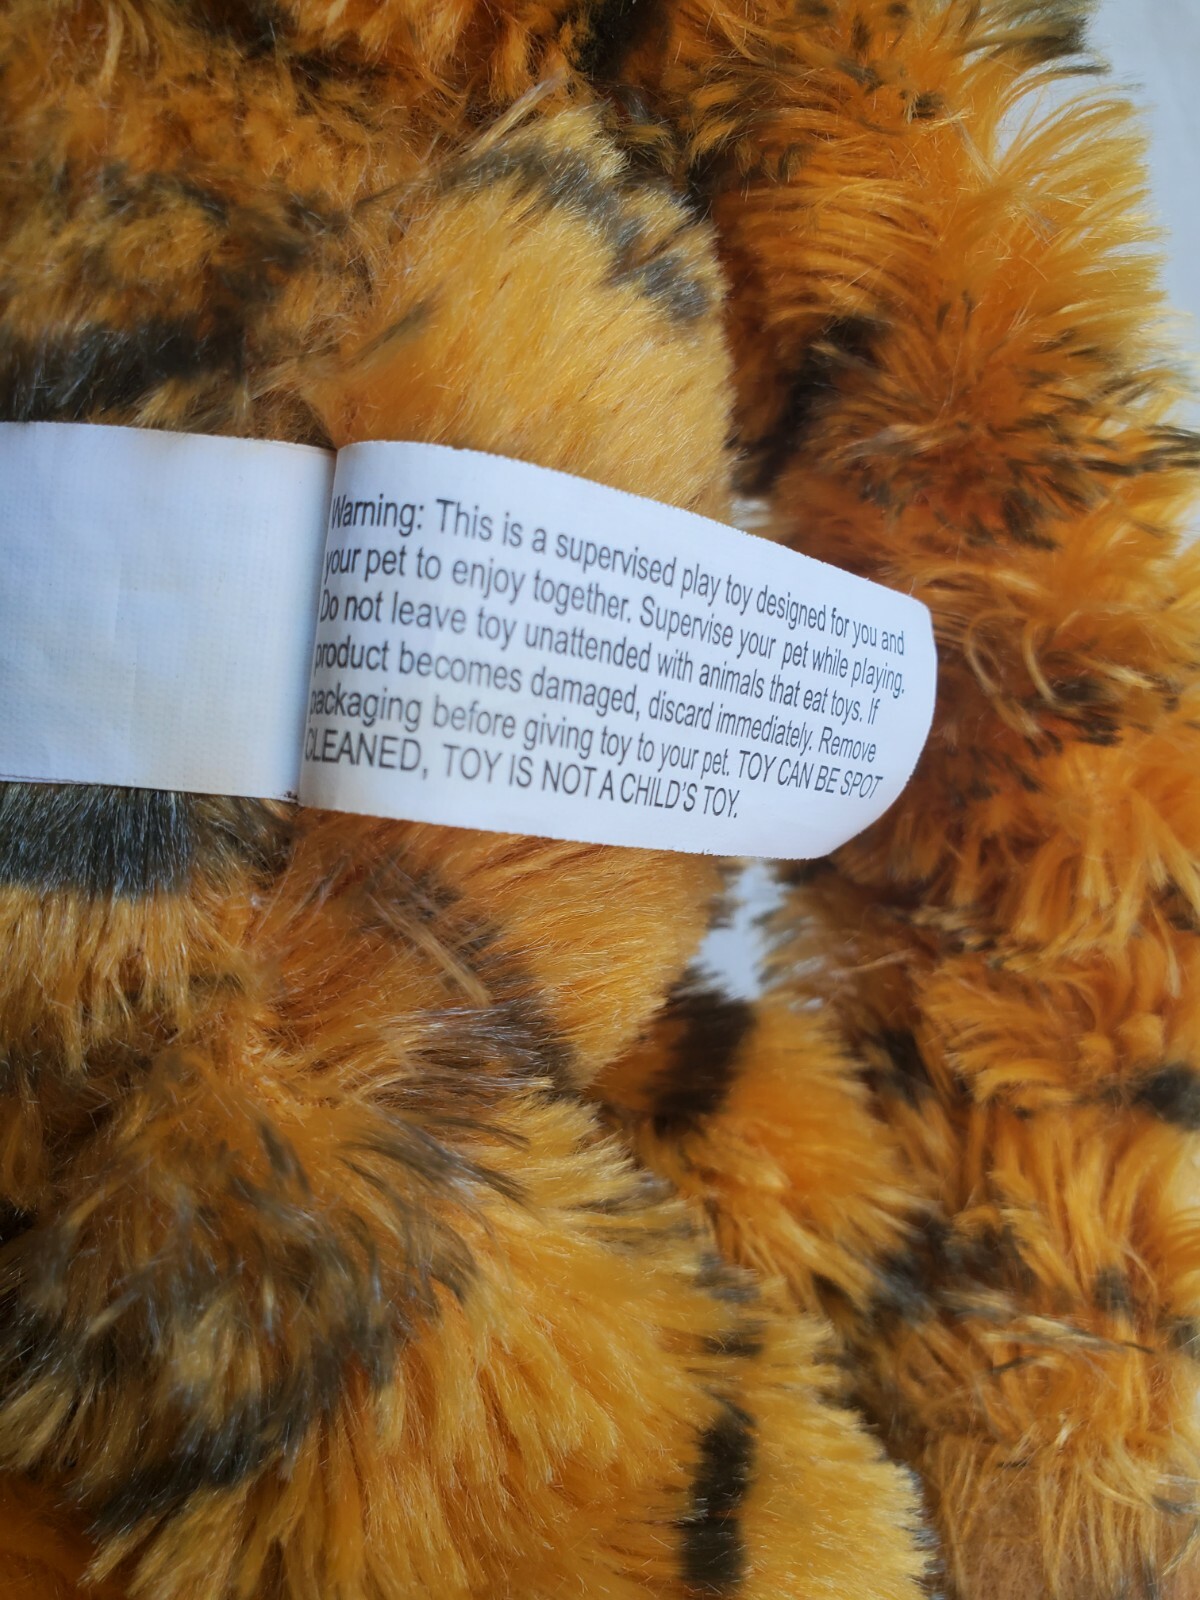 Warning: This is a supervised play toy designed for you and
your pet to enjoy together. Supervise your pet while playing.
Do not leave toy unattended with animals that eat toys. If
product becomes damaged, discard immediately. Remove
packaging before giving toy to your pet. TOY CAN BE SPOT
CLEANED, TOY IS NOT A CHILD'S TOY.